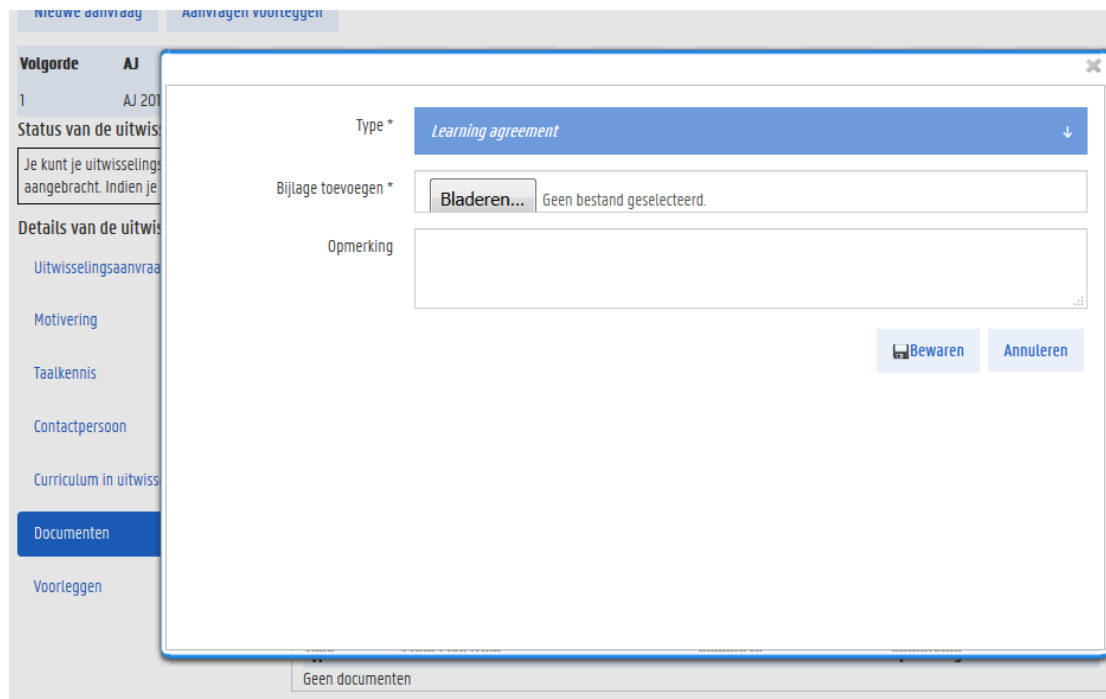 Nieuwe aanvraag Aanvragen voorleggen
Volgorde AJ
1 AJ 201
Status van de uitwis
Je kunt je uitwisselings
aangebracht. Indien je
Details van de uitwis
Uitwisselingsaanvraa
Motivering
Taalkennis
Contactpersoon
Curriculum in uitwiss
Documenten
Voorleggen
Type *
Learning agreement
Bijlage toevoegen *
Bladeren... Geen bestand geselecteerd.
Opmerking
Bewaren Annuleren
Geen documenten